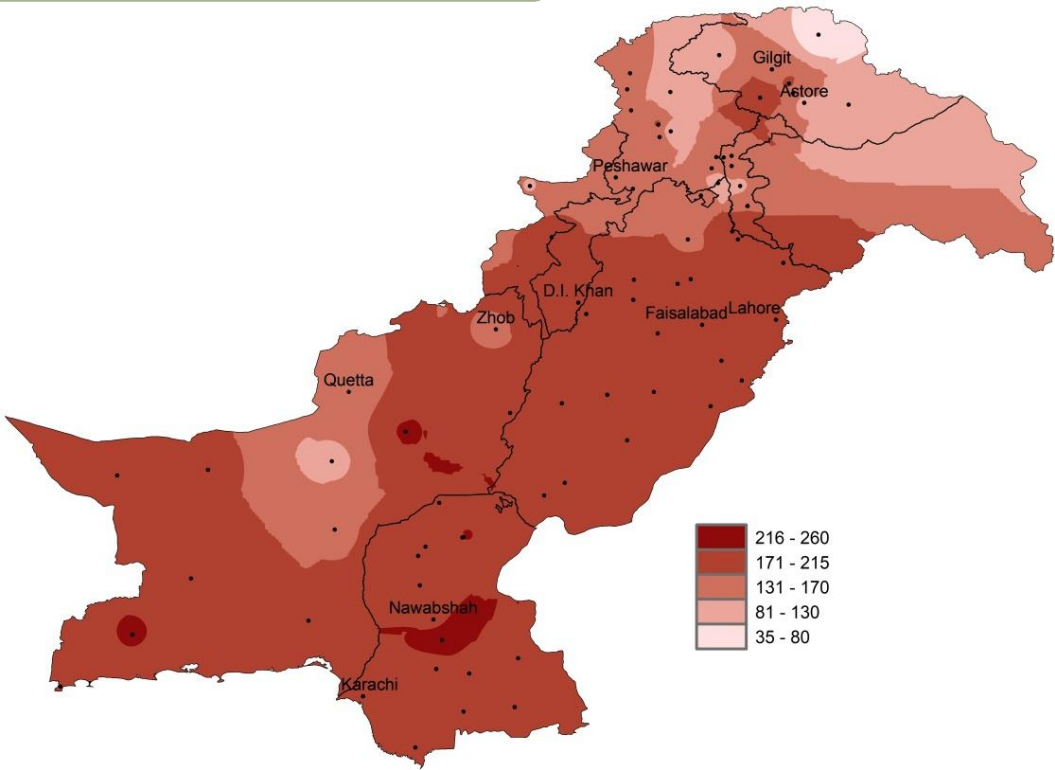 Gilgit
Astore
Peshawar
D.I. Khan
Zhob
Faisalabad
Lahore
Quetta
216 - 260
171 - 215
131 - 170
81 - 130
35 - 80
Nawabshah
Karachi